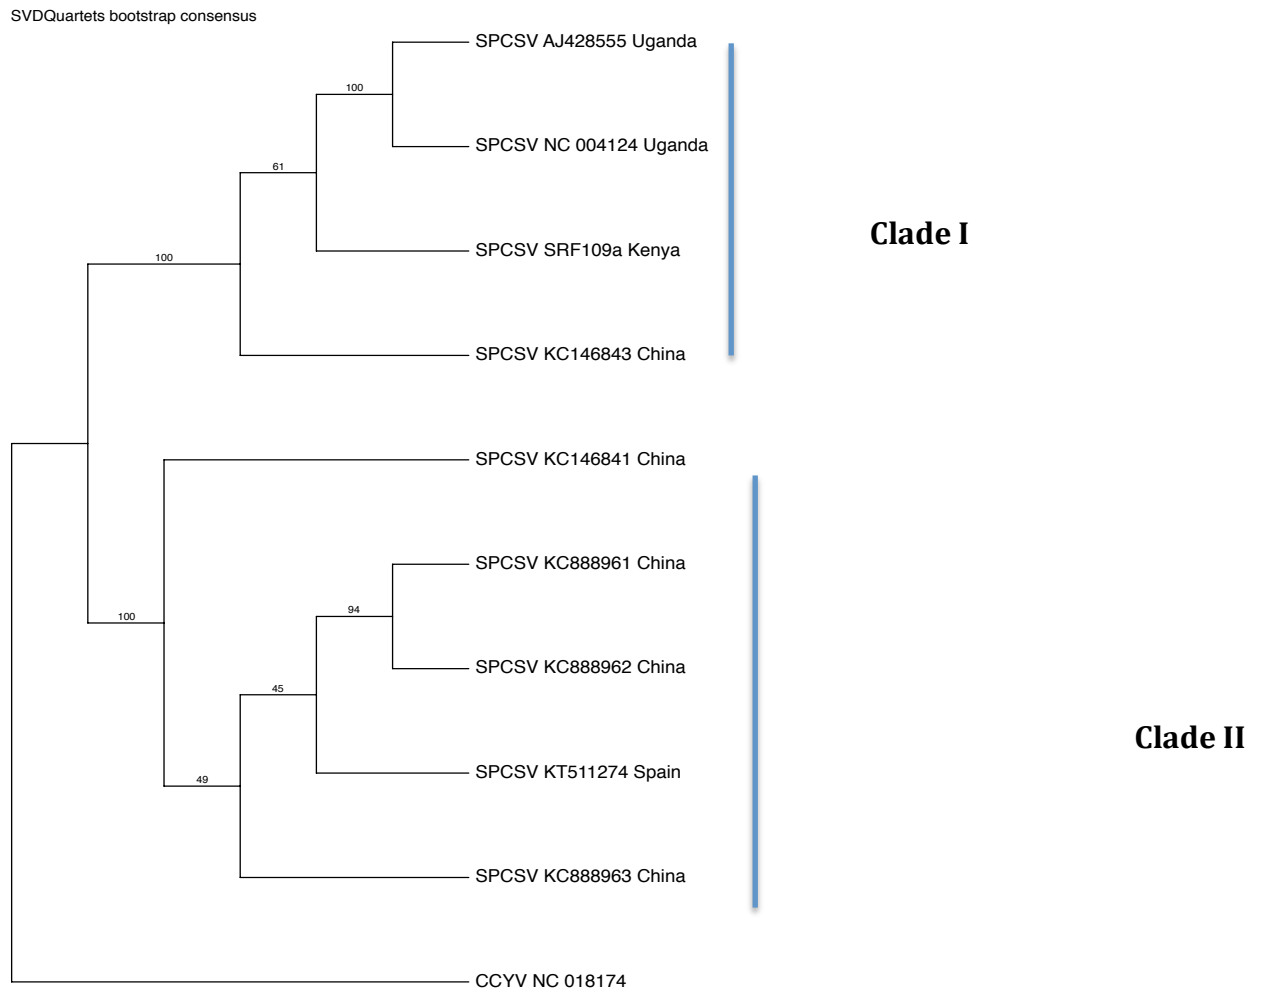 SVDQuartets bootstrap consensus
SPCSV AJ428555 Uganda
100
SPCSV NC 004124 Uganda
61
SPCSV SRF109a Kenya
Clade I
100
SPCSV KC146843 China
SPCSV KC146841 China
SPCSV KC888961 China
94
100
SPCSV KC888962 China
45
Clade II
SPCSV KT511274 Spain
49
SPCSV KC888963 China
CCYV NC 018174